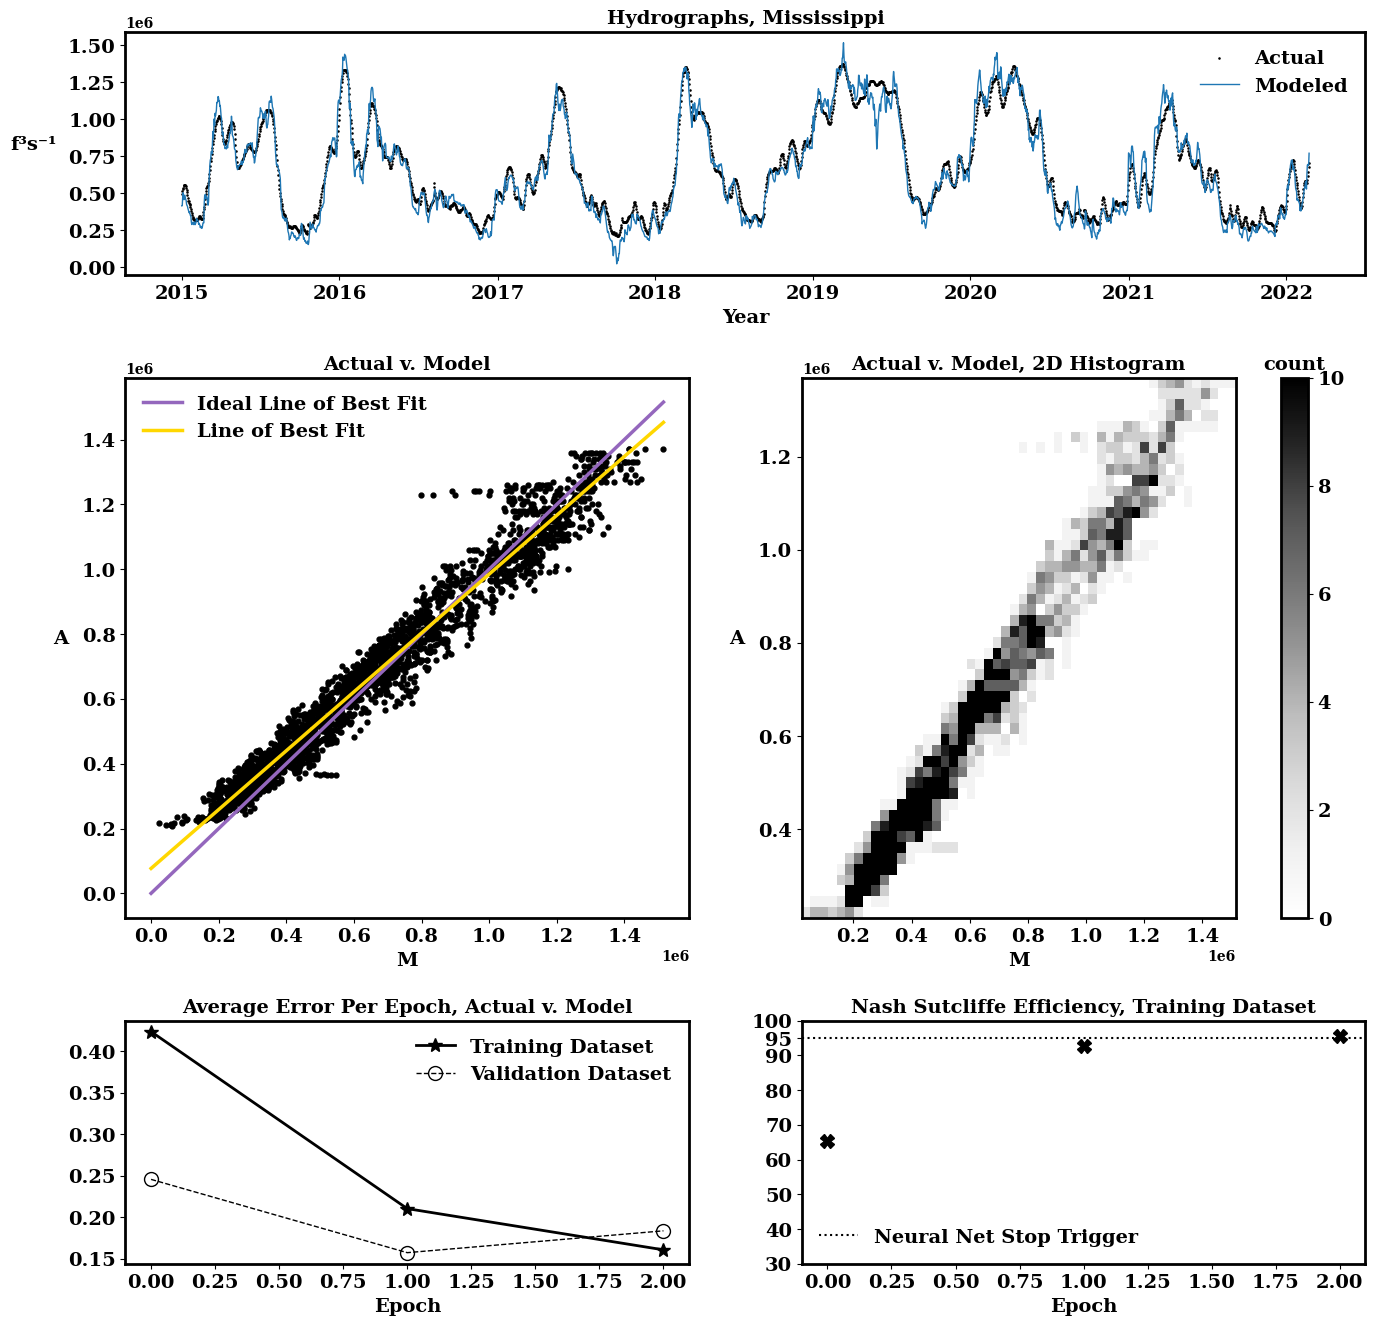 Hydrographs, Mississippi
1e6
1.50
1.25
1.00
0.75
0.50
0.25
0.00
f³s⁻¹
Actual
Modeled
2015 2016 2017 2018 2019 2020 2021 2022
Year
Actual v. Model
1e6
Ideal Line of Best Fit
Line of Best Fit
1.4
1.2
1.0
0.8
0.6
0.4
0.2
0.0
A
0.0 0.2 0.4 0.6 0.8 1.0 1.2 1.4
M
1e6
Actual v. Model, 2D Histogram
1e6
1.2
1.0
0.8
0.6
0.4
A
0.2 0.4 0.6 0.8 1.0 1.2 1.4
M
1e6
count
10
8
6
4
2
0
Average Error Per Epoch, Actual v. Model
Training Dataset
Validation Dataset
0.40
0.35
0.30
0.25
0.20
0.15
0.00 0.25 0.50 0.75 1.00 1.25 1.50 1.75 2.00
Epoch
Nash Sutcliffe Efficiency, Training Dataset
100
95
90
80
70
60
50
40
30
Neural Net Stop Trigger
0.00 0.25 0.50 0.75 1.00 1.25 1.50 1.75 2.00
Epoch